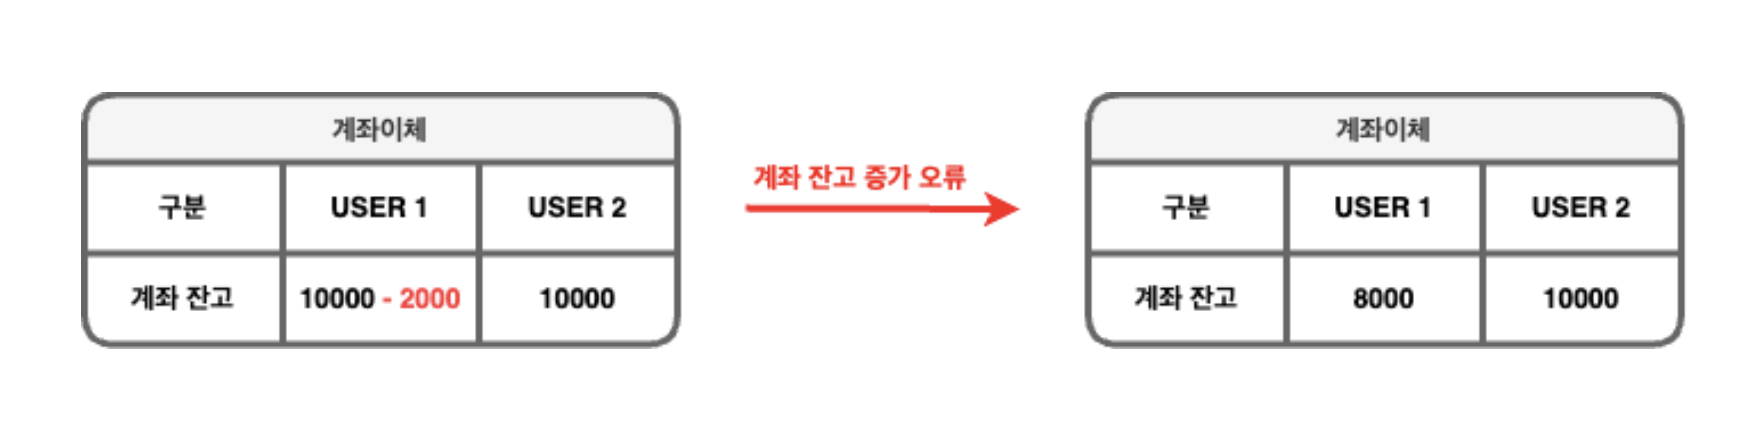 계좌이체
구분 USER 1 USER 2
계좌 잔고 10000 - 2000 10000
계좌 잔고 증가 오류
계좌이체
구분 USER 1 USER 2
계좌 잔고 8000 10000